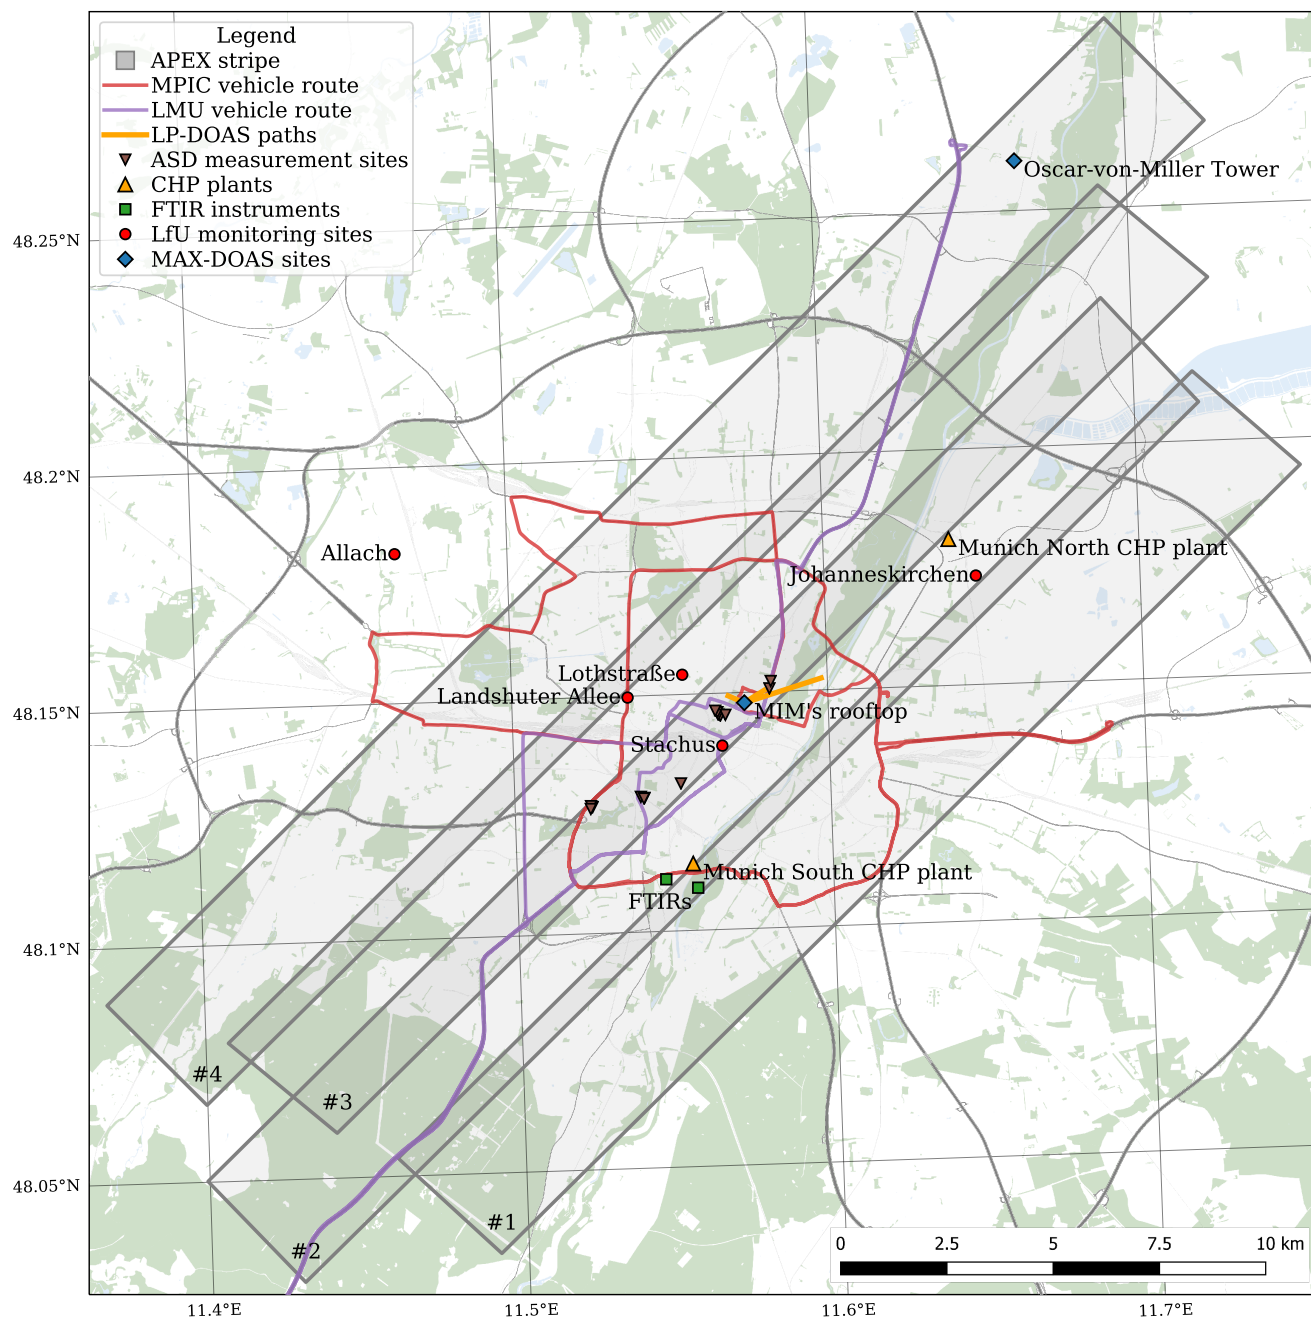 Legend
APEX stripe
MPIC vehicle route
LMU vehicle route
LP-DOAS paths
ASD measurement sites
CHP plants
FTIR instruments
LfU monitoring sites
MAX-DOAS sites
Oscar-von-Miller Tower
48.25°N
48.2°N
Allach
Munich North CHP plant
Johanneskirchen
Lothstraße
Landshuter Allee
48.15°N
MIM's rooftop
Stachus
Munich South CHP plant
FTIRs
48.1°N
#4
#3
48.05°N
#1
#2
0 2.5 5 7.5 10 km
11.4°E 11.5°E 11.6°E 11.7°E